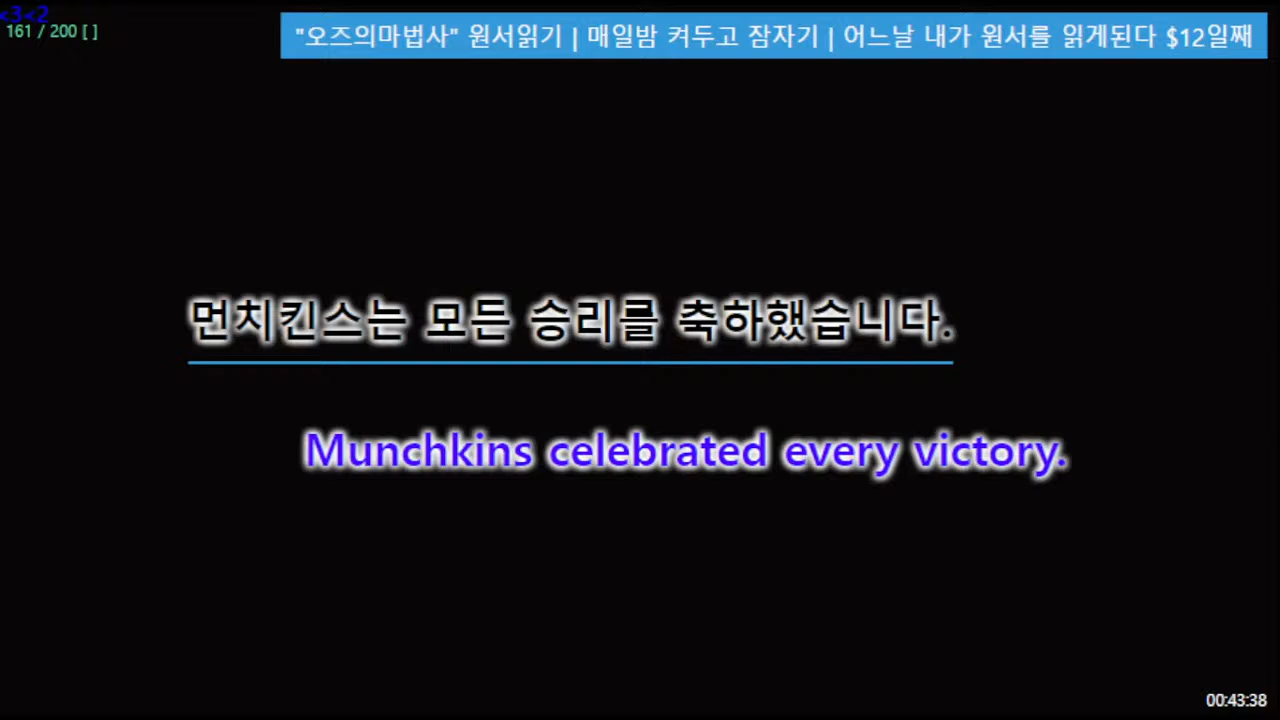 <3<2
161 / 200 [ ]
"오즈의마법사" 원서읽기 | 매일밤 켜두고 잠자기 | 어느날 내가 원서를 읽게된다 $12일째
먼치킨스는 모든 승리를 축하했습니다.
Munchkins celebrated every victory.
00:43:38